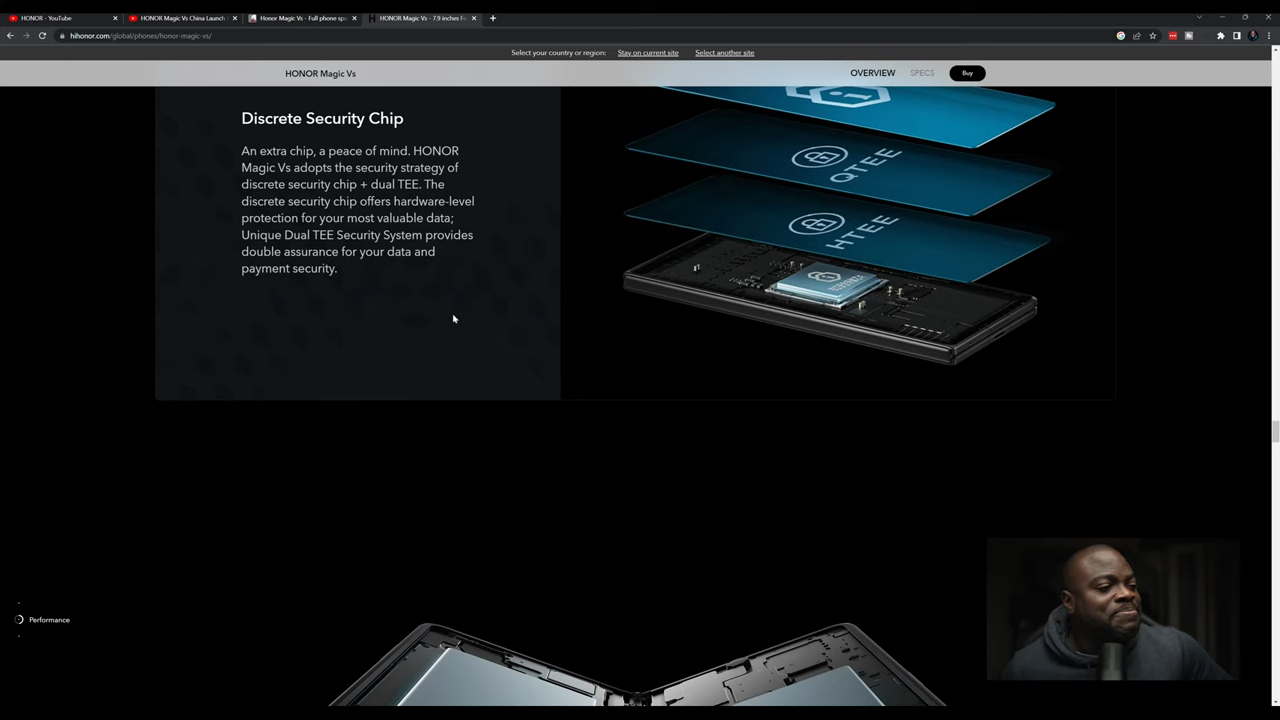 HONOR - YouTube
HONOR Magic Vs China Launch
Honor Magic Vs - Full phone spe
HONOR Magic Vs - 7.9 inches Fo
hihonor.com/global/phones/honor-magic-vs/
Select your country or region: Stay on current site Select another site
HONOR Magic Vs
OVERVIEW SPECS Buy
Discrete Security Chip
An extra chip, a peace of mind. HONOR
Magic Vs adopts the security strategy of
discrete security chip + dual TEE. The
discrete security chip offers hardware-level
protection for your most valuable data;
Unique Dual TEE Security System provides
double assurance for your data and
payment security.
QTEE
HTEE
Performance